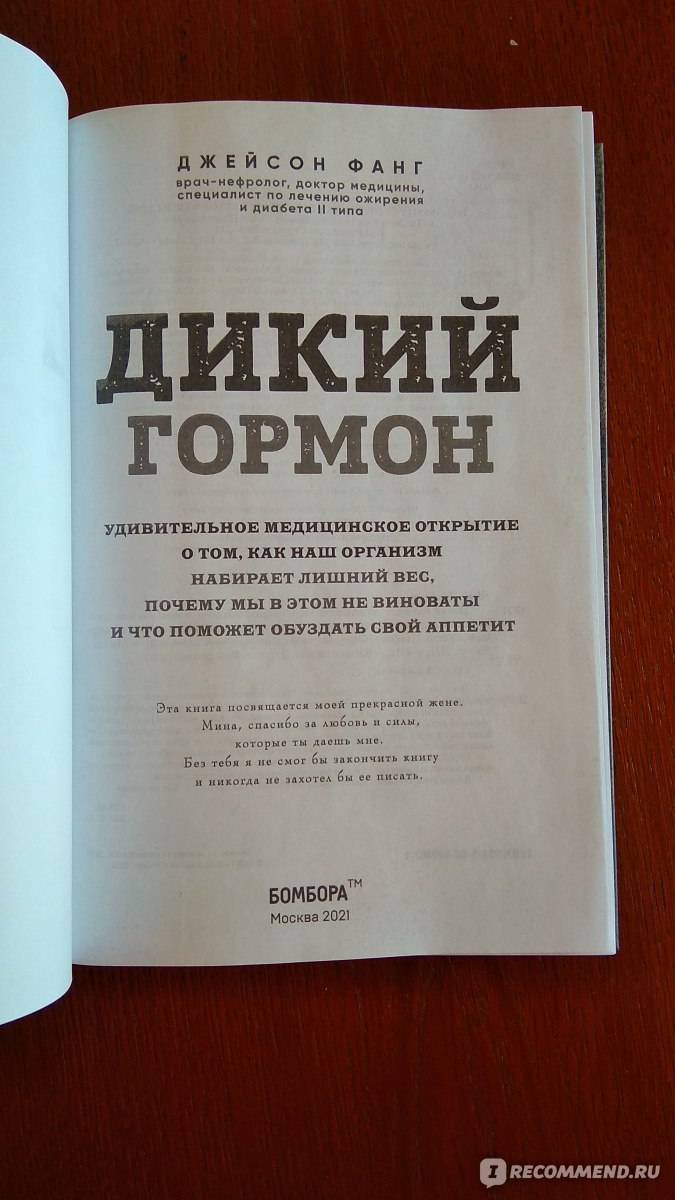 ДЖЕЙСОН ФАНГ
врач-нефролог, доктор медицины,
специалист по лечению ожирения
и диабета II типа
ДИКИЙ
ГОРМОН
УДИВИТЕЛЬНОЕ МЕДИЦИНСКОЕ ОТКРЫТИЕ
О ТОМ, КАК НАШ ОРГАНИЗМ
НАБИРАЕТ ЛИШНИЙ ВЕС,
ПОЧЕМУ МЫ В ЭТОМ НЕ ВИНОВАТЫ
И ЧТО ПОМОЖЕТ ОБУЗДАТЬ СВОЙ АППЕТИТ
Эта книга посвящается моей прекрасной жене.
Мина, спасибо за любовь и силы,
которые ты даешь мне.
Без тебя я не смог бы закончить книгу
и никогда не захотел бы ее писать.
БОМБОРА™
Москва 2021
I RECOMMEND.RU